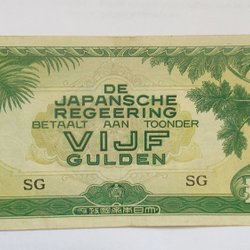 DE
JAPANSCHE
REGEERING
BETAALT AAN TOONDER
VIJF
GULDEN
SG SG